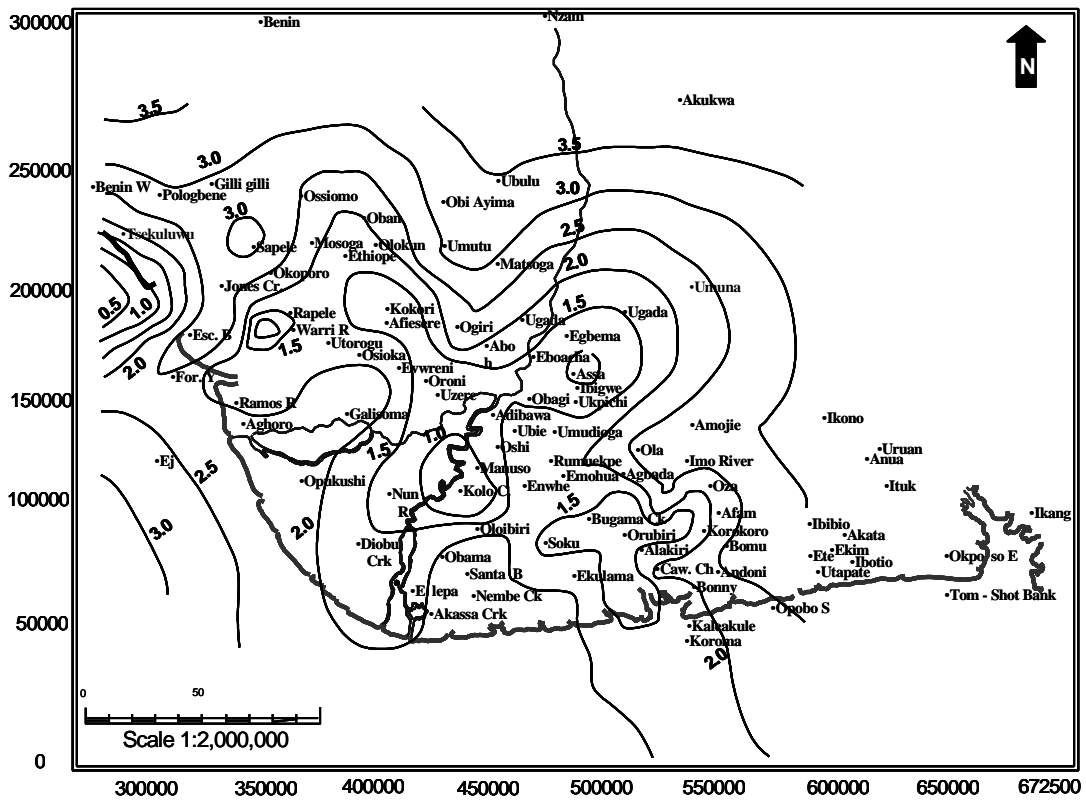 300000
Benin
Nzam
N
3.5
Akukwa
3.5
250000
3.0
Benin W
Pologbene
Gilli gilli
Ossiomo
Ubulu
3.0
Obi Ayima
3.0
Oban
2.5
Tsekuluwu
Sapele
Mosoga
Olokun
Ethiope
Umutu
Matsoga
2.0
Okoporo
Jones Cr.
200000
Umuna
0.5
1.0
Rapele
Kokori
1.5
Afiesere
Ogiri
Ugada
Ugada
Esc. B
Warri R
1.5
Utorogu
Osioka
Abo
h
Egbema
Eboacha
2.0
For. Y
Evwreni
Oroni
Uzere
Assa
Ibigwe
Ukpichi
Obagi
150000
Ramos R
Galisoma
Adibawa
Aghoro
1.0
Ubie
Umudioga
Amojie
Ikono
1.5
Oshi
Ola
Uruan
Anua
Ej
2.5
Manuso
Rumuekpe
Imo River
Opukushi
Emohua
Agbada
Enwhe
Oza
Ituk
100000
Nun
R
Kolo C
1.5
Bugama Ck
Afam
Ikang
3.0
2.0
Oloibiri
Orubiri
Korokoro
Ibibio
Akata
Diobu
Crk
Soku
Alakiri
Bomu
Ekim
Ete
Ibotio
Okpo so E
Obama
Santa B
Ekulama
Caw. Ch
Andoni
Utapate
Bonny
E lepa
Nembe Ck
Tom - Shot Bank
Akassa Crk
Opobo S
50000
Kaleakule
Koroma
2.0
0
50
Scale 1:2,000,000
0
300000
350000
400000
450000
500000
550000
600000
650000
672500